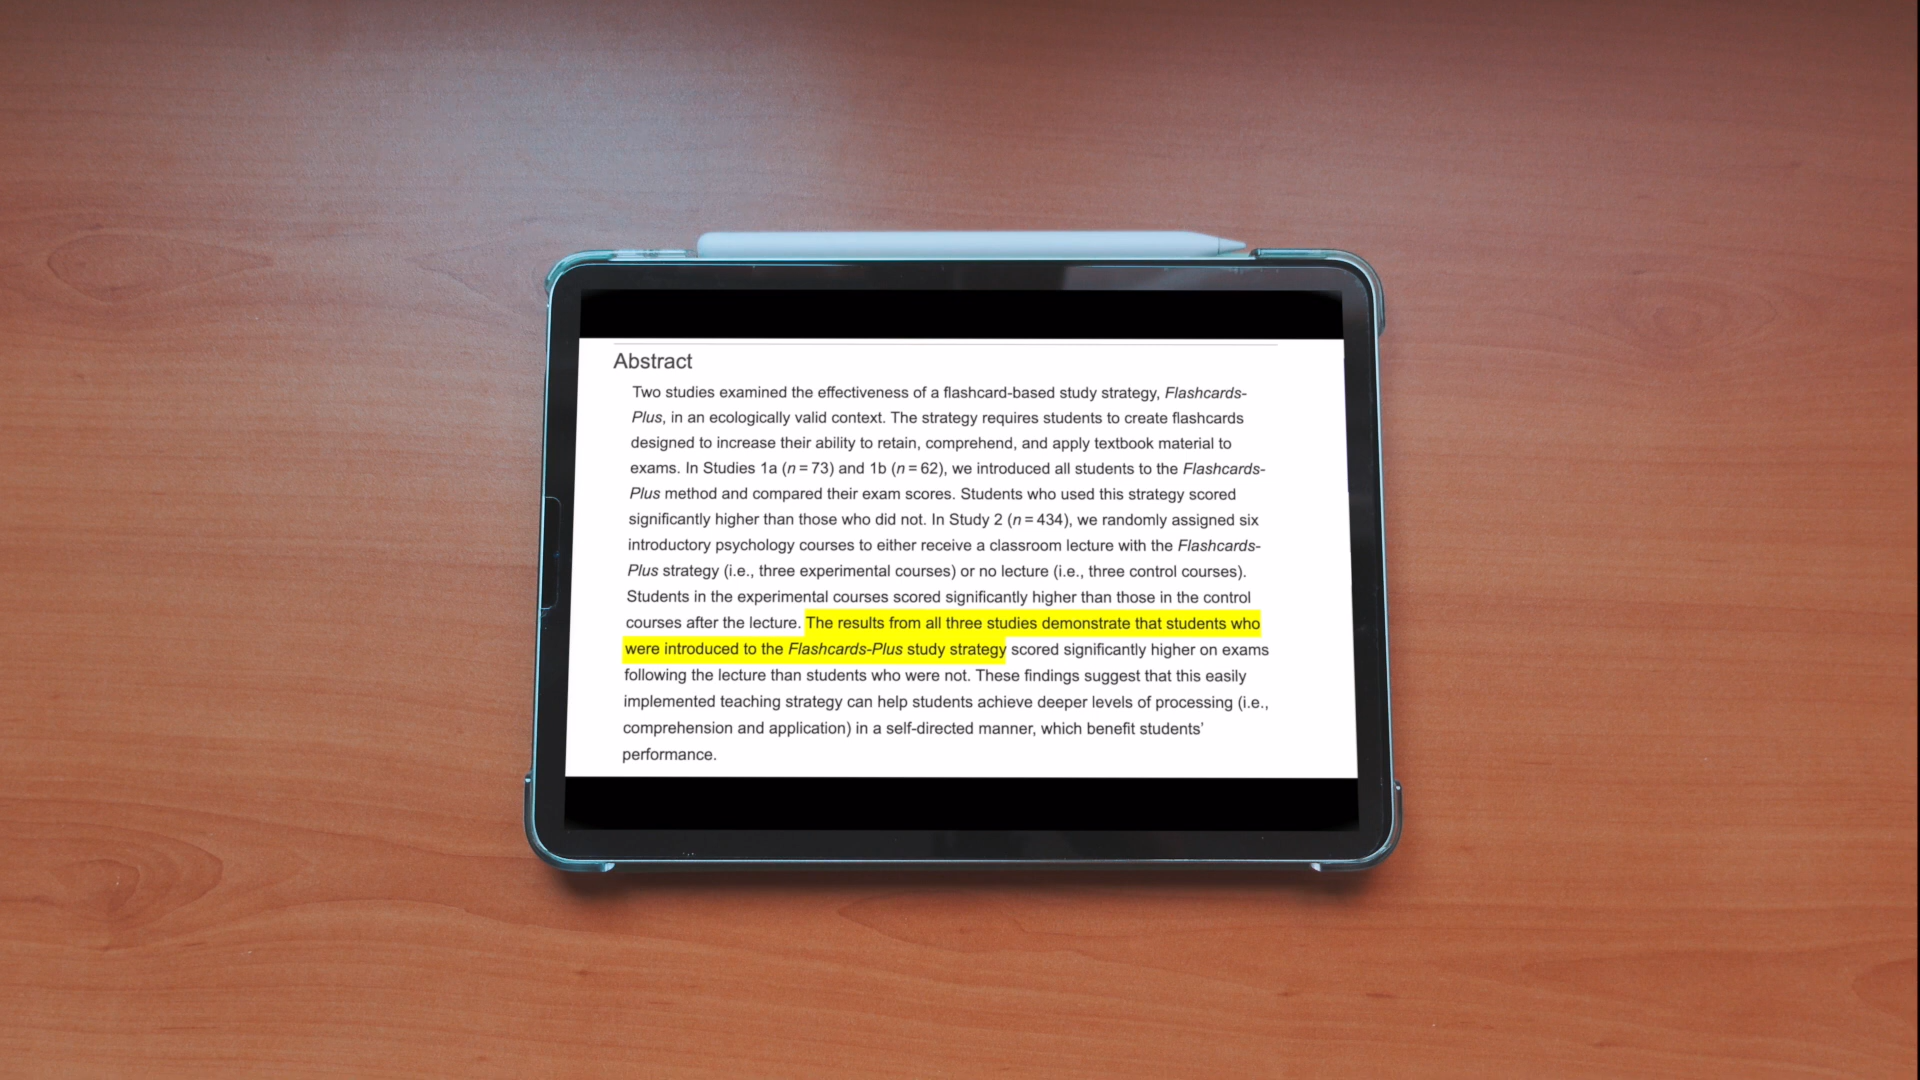 Abstract
Two studies examined the effectiveness of a flashcard-based study strategy, Flashcards-
Plus, in an ecologically valid context. The strategy requires students to create flashcards
designed to increase their ability to retain, comprehend, and apply textbook material to
exams. In Studies 1a (n = 73) and 1b (n = 62), we introduced all students to the Flashcards-
Plus method and compared their exam scores. Students who used this strategy scored
significantly higher than those who did not. In Study 2 (n = 434), we randomly assigned six
introductory psychology courses to either receive a classroom lecture with the Flashcards-
Plus strategy (i.e., three experimental courses) or no lecture (i.e., three control courses).
Students in the experimental courses scored significantly higher than those in the control
courses after the lecture. The results from all three studies demonstrate that students who
were introduced to the Flashcards-Plus study strategy scored significantly higher on exams
following the lecture than students who were not. These findings suggest that this easily
implemented teaching strategy can help students achieve deeper levels of processing (i.e.,
comprehension and application) in a self-directed manner, which benefit students'
performance.